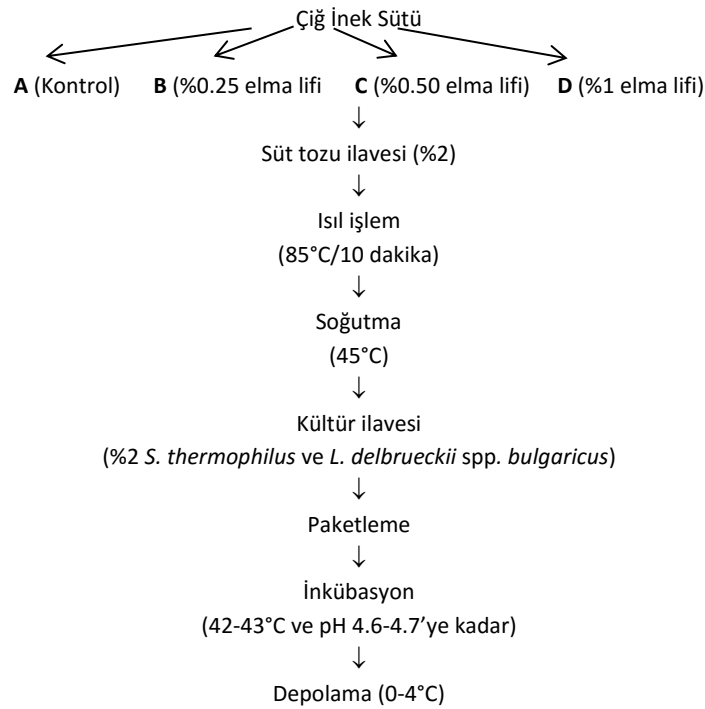 Çiğ İnek Sütü
A (Kontrol) B (%0.25 elma lifi C (%0.50 elma lifi) D (%1 elma lifi)
↓
Süt tozu ilavesi (%2)
↓
Isıl işlem
(85°C/10 dakika)
↓
Soğutma
(45°C)
↓
Kültür ilavesi
(%2 S. thermophilus ve L. delbrueckii spp. bulgaricus)
↓
Paketleme
↓
İnkübasyon
(42-43°C ve pH 4.6-4.7’ye kadar)
↓
Depolama (0-4°C)